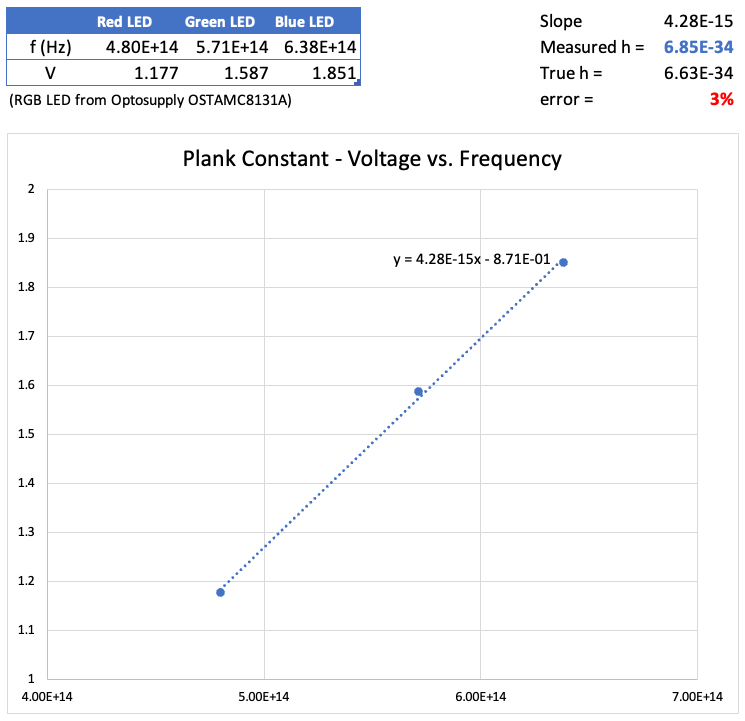 Red LED Green LED Blue LED
f (Hz) 4.80E+14 5.71E+14 6.38E+14
V 1.177 1.587 1.851
(RGB LED from Optosupply OSTAMC8131A)
Slope 4.28E-15
Measured h = 6.85E-34
True h = 6.63E-34
error = 3%
Plank Constant - Voltage vs. Frequency
2
1.9
y = 4.28E-15x - 8.71E-01
1.8
1.7
1.6
1.5
1.4
1.3
1.2
1.1
1
4.00E+14 5.00E+14 6.00E+14 7.00E+14